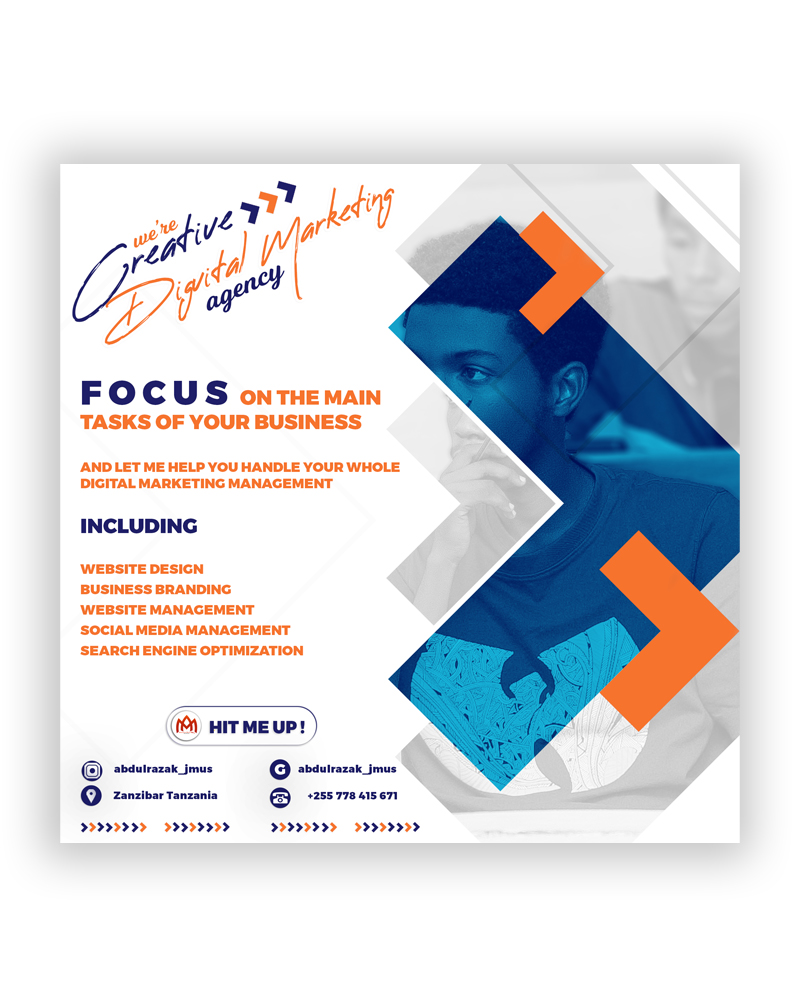 we're
Creative
Digvital Marketing
agency
FOCUS ON THE MAIN
TASKS OF YOUR BUSINESS
AND LET ME HELP YOU HANDLE YOUR WHOLE
DIGITAL MARKETING MANAGEMENT
INCLUDING
WEBSITE DESIGN
BUSINESS BRANDING
WEBSITE MANAGEMENT
SOCIAL MEDIA MANAGEMENT
SEARCH ENGINE OPTIMIZATION
HIT ME UP !
abdulrazak_jmus
G abdulrazak_jmus
Zanzibar Tanzania
+255 778 415 671